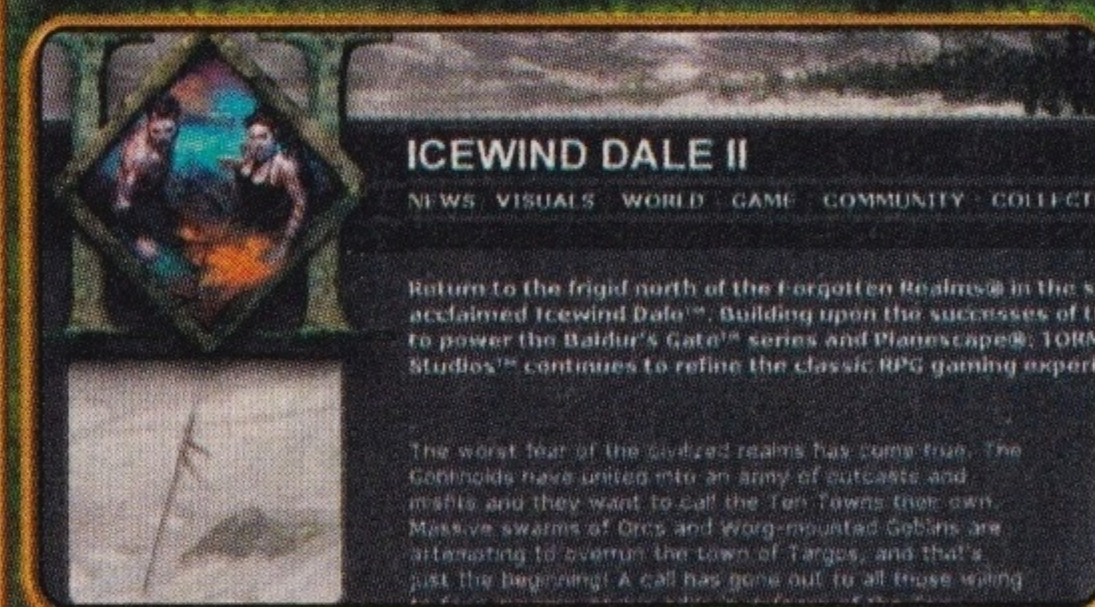 ICEWIND DALE II
NEWS VISUALS WORLD GAME COMMUNITY COLLECT
Return to the frigid north of the Forgotten Realms® in the s
acclaimed Icewind Dale™. Building upon the successes of t
to power the Baldur's Gate™ series and Planescape®: TORM
Studios™ continues to refine the classic RPG gaming experi
The worst fear of the civilized realms has come true. The
Goblinoids have united into an army of outcasts and
misfits and they want to call the Ten Towns their own.
Massive swarms of Orcs and Worg-mounted Goblins are
attempting to overrun the town of Targos, and that's
just the beginning! A call has gone out to all those willing